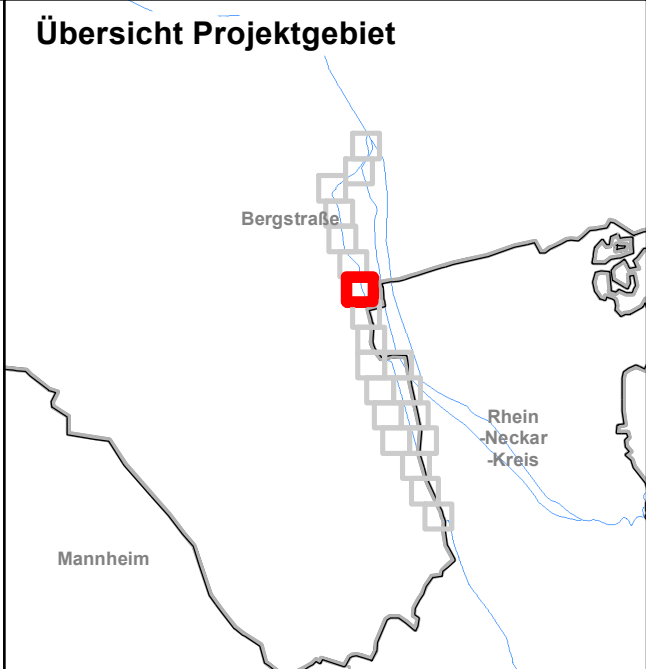 Übersicht Projektgebiet
Bergstraße
Rhein
-Neckar
-Kreis
Mannheim